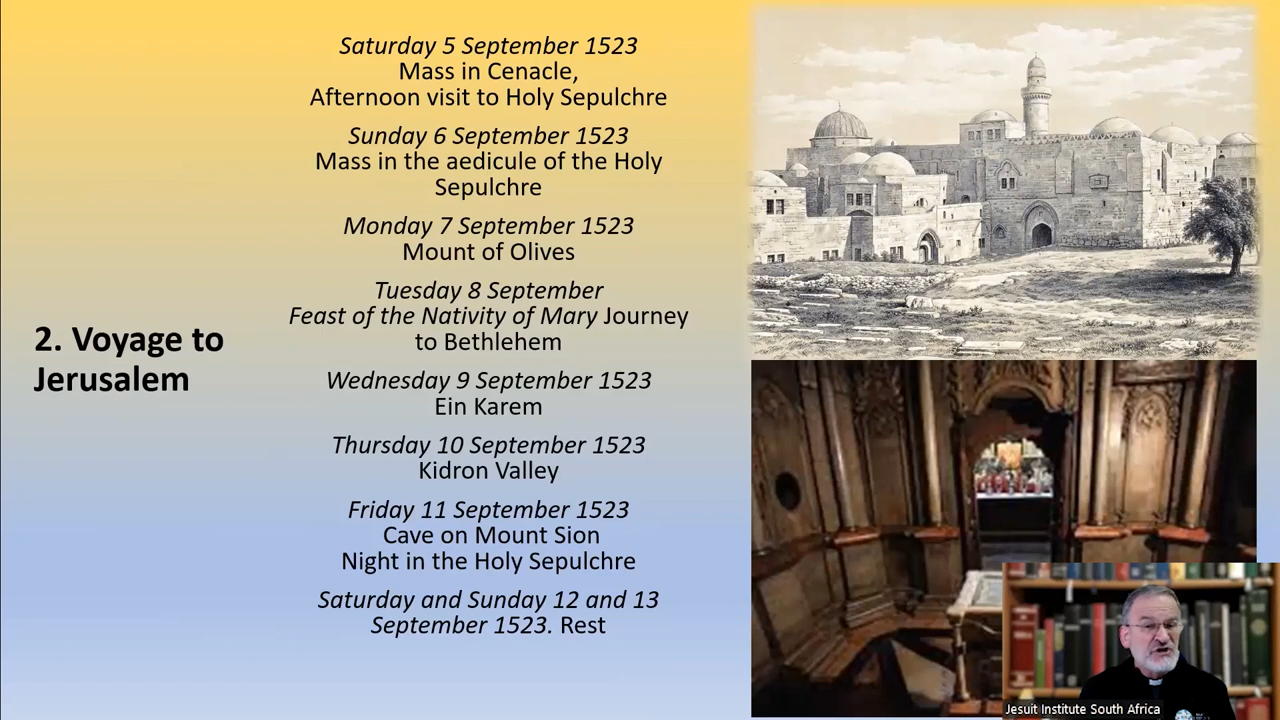 2. Voyage to
Jerusalem
Saturday 5 September 1523
Mass in Cenacle,
Afternoon visit to Holy Sepulchre
Sunday 6 September 1523
Mass in the aedicule of the Holy
Sepulchre
Monday 7 September 1523
Mount of Olives
Tuesday 8 September
Feast of the Nativity of Mary Journey
to Bethlehem
Wednesday 9 September 1523
Ein Karem
Thursday 10 September 1523
Kidron Valley
Friday 11 September 1523
Cave on Mount Sion
Night in the Holy Sepulchre
Saturday and Sunday 12 and 13
September 1523. Rest
Jesuit Institute South Africa